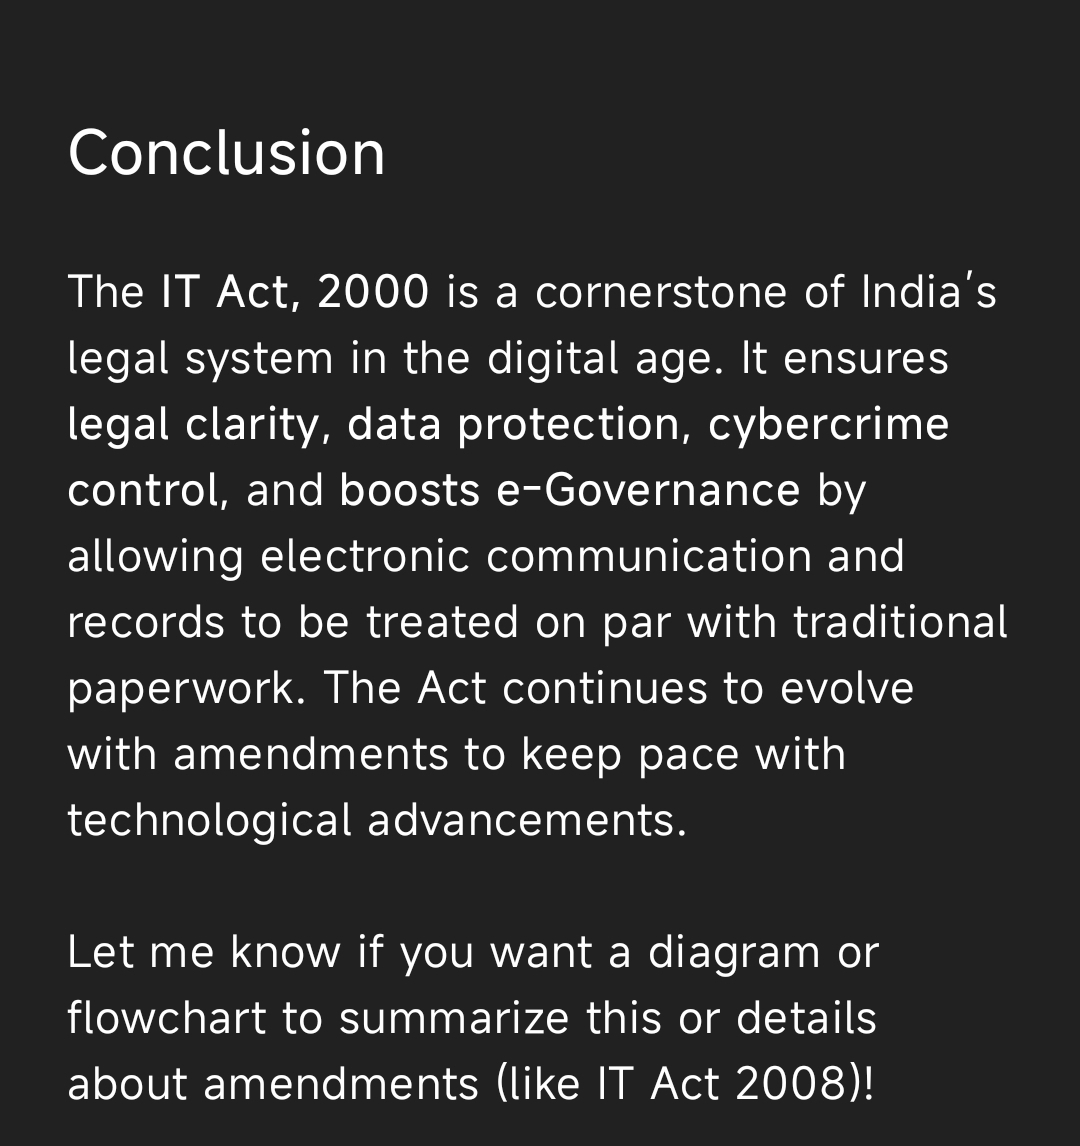 Conclusion
The IT Act, 2000 is a cornerstone of India's
legal system in the digital age. It ensures
legal clarity, data protection, cybercrime
control, and boosts e-Governance by
allowing electronic communication and
records to be treated on par with traditional
paperwork. The Act continues to evolve
with amendments to keep pace with
technological advancements.
Let me know if you want a diagram or
flowchart to summarize this or details
about amendments (like IT Act 2008)!